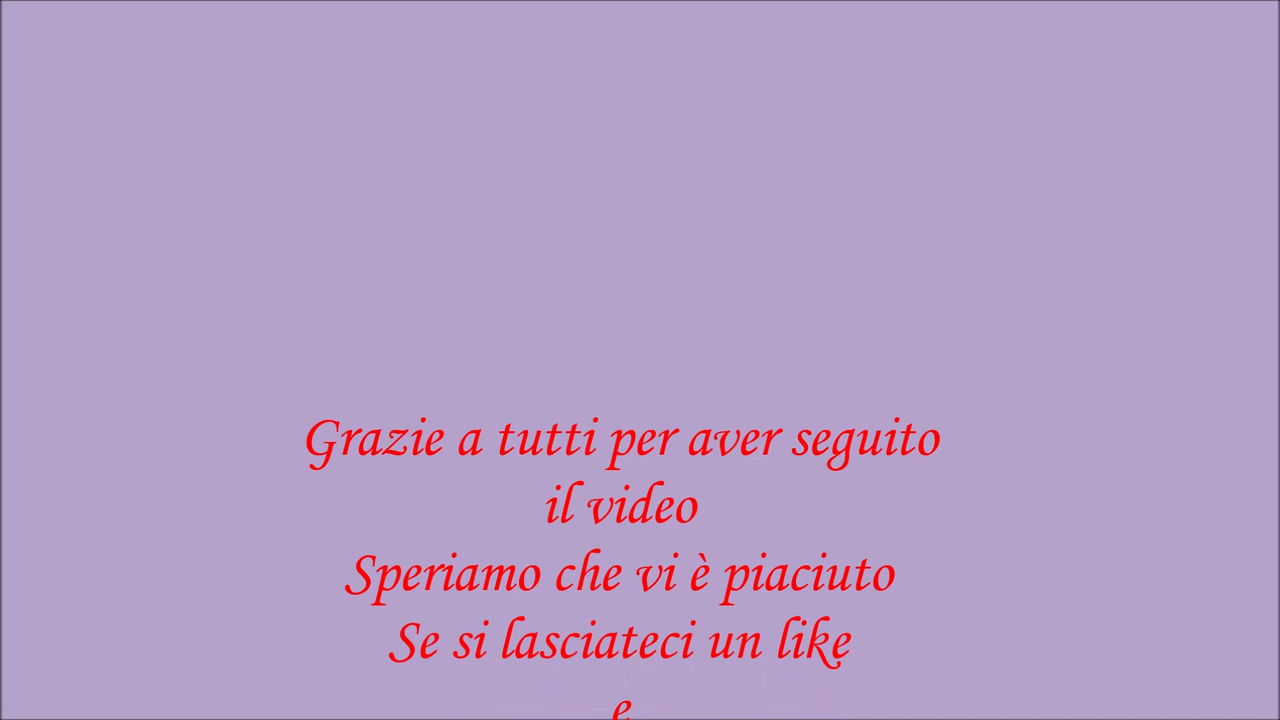 Grazie a tutti per aver seguito
il video
Speriamo che vi è piaciuto
Se si lasciateci un like
e